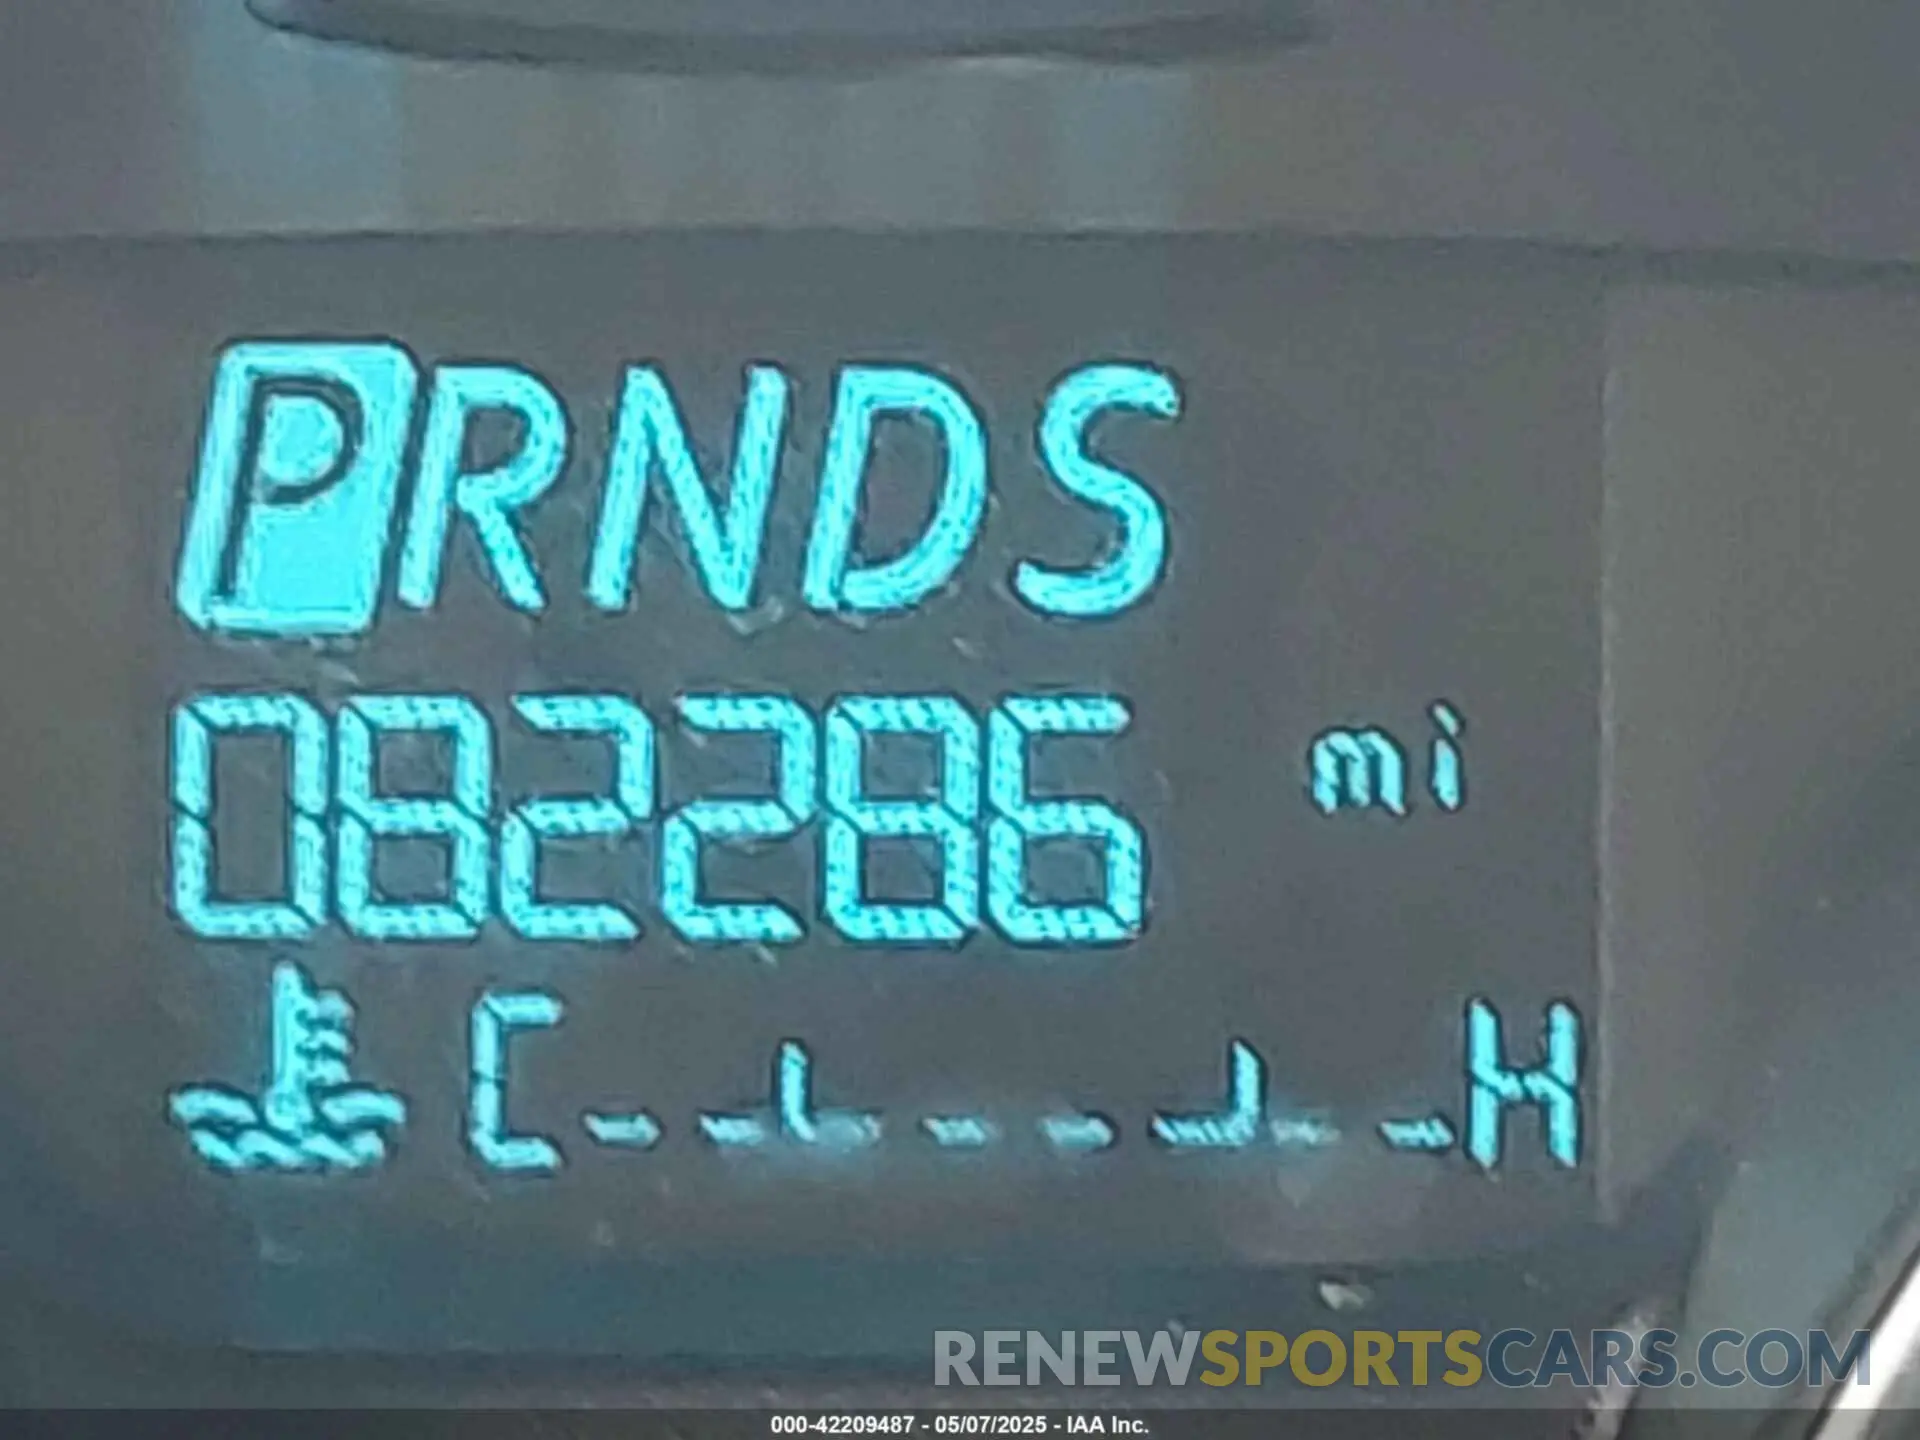 PRNDS
082286 mi
C H
RENEWSPORTSCARS.COM
000-42209487 - 05/07/2025 - IAA Inc.